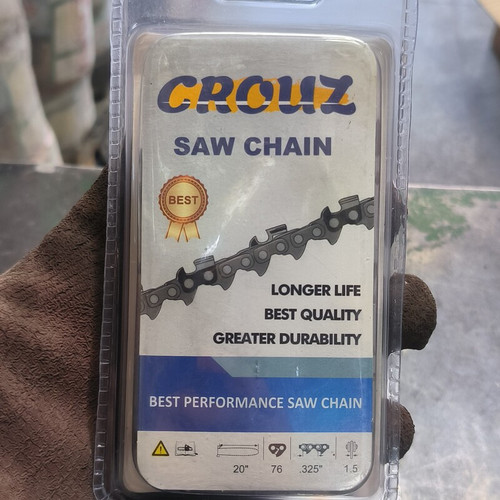 CROUZ
SAW CHAIN
BEST
LONGER LIFE
BEST QUALITY
GREATER DURABILITY
BEST PERFORMANCE SAW CHAIN
20" 76 .325" 1.5